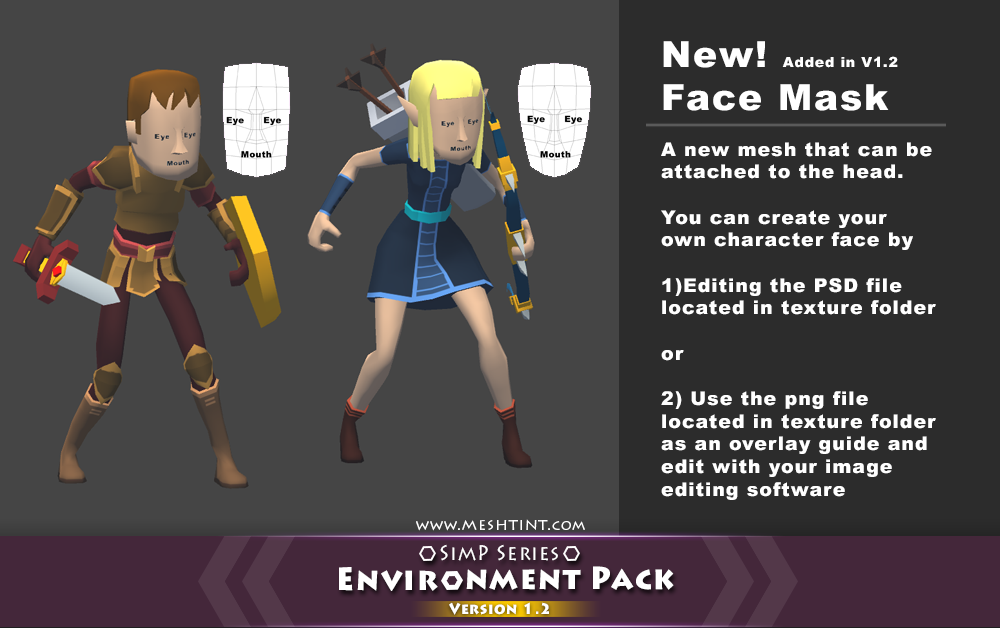 New! Added in V1.2
Face Mask
A new mesh that can be
attached to the head.
You can create your
own character face by
1)Editing the PSD file
located in texture folder
or
2) Use the png file
located in texture folder
as an overlay guide and
edit with your image
editing software
Eye Eye
Mouth
Eye Eye
Mouth
Eye Eye
Mouth
Eye Eye
Mouth
www.meshtint.com
SimP Series
Environment Pack
Version 1.2